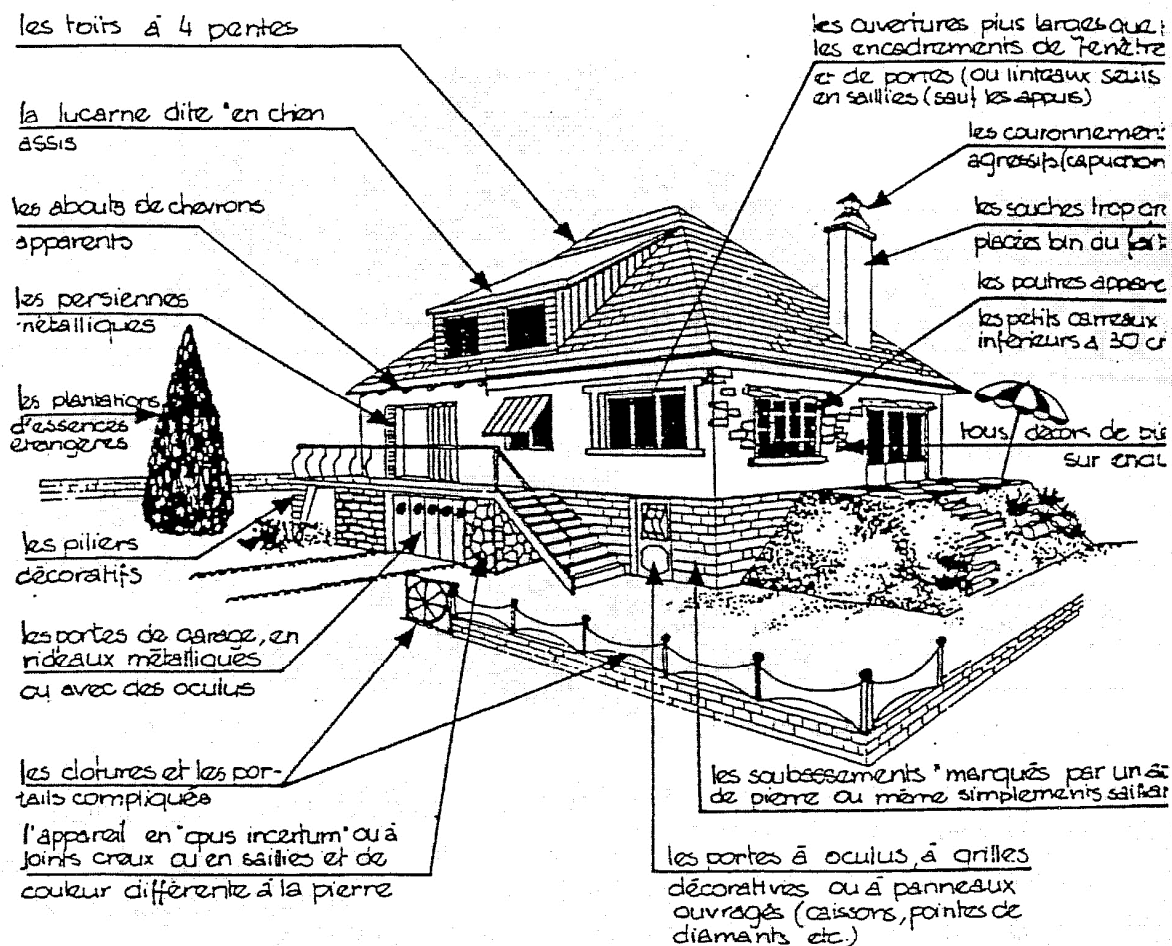 les toits à 4 pentes
la lucarne dite "en chien
assis
les abouts de chevrons
apparents
les persiennes
métalliques
les plantations
d'essences
étrangères
les piliers
décoratifs
les portes de garage, en
rideaux métalliques
ou avec des oculus
les clotures et les por-
tails compliqués
l'appareil en "opus incertum" ou à
joints creux ou en saillies et de
couleur différente à la pierre
les ouvertures plus larges que
les encadrements de fenêtre
et de portes (ou linteaux seuls
en saillies (sauf les appuis)
les couronnement
agressifs (capuchon
les souches trop
placées du
les poutres appare
les petits carreaux
inférieurs à 30 cm
tous décors de
sur
les soubassements "marqués par un
de pierre ou même simplements saillan
les portes à oculus, à grilles
décoratives ou à panneaux
ouvragés (caissons, pointes de
diamants etc.)